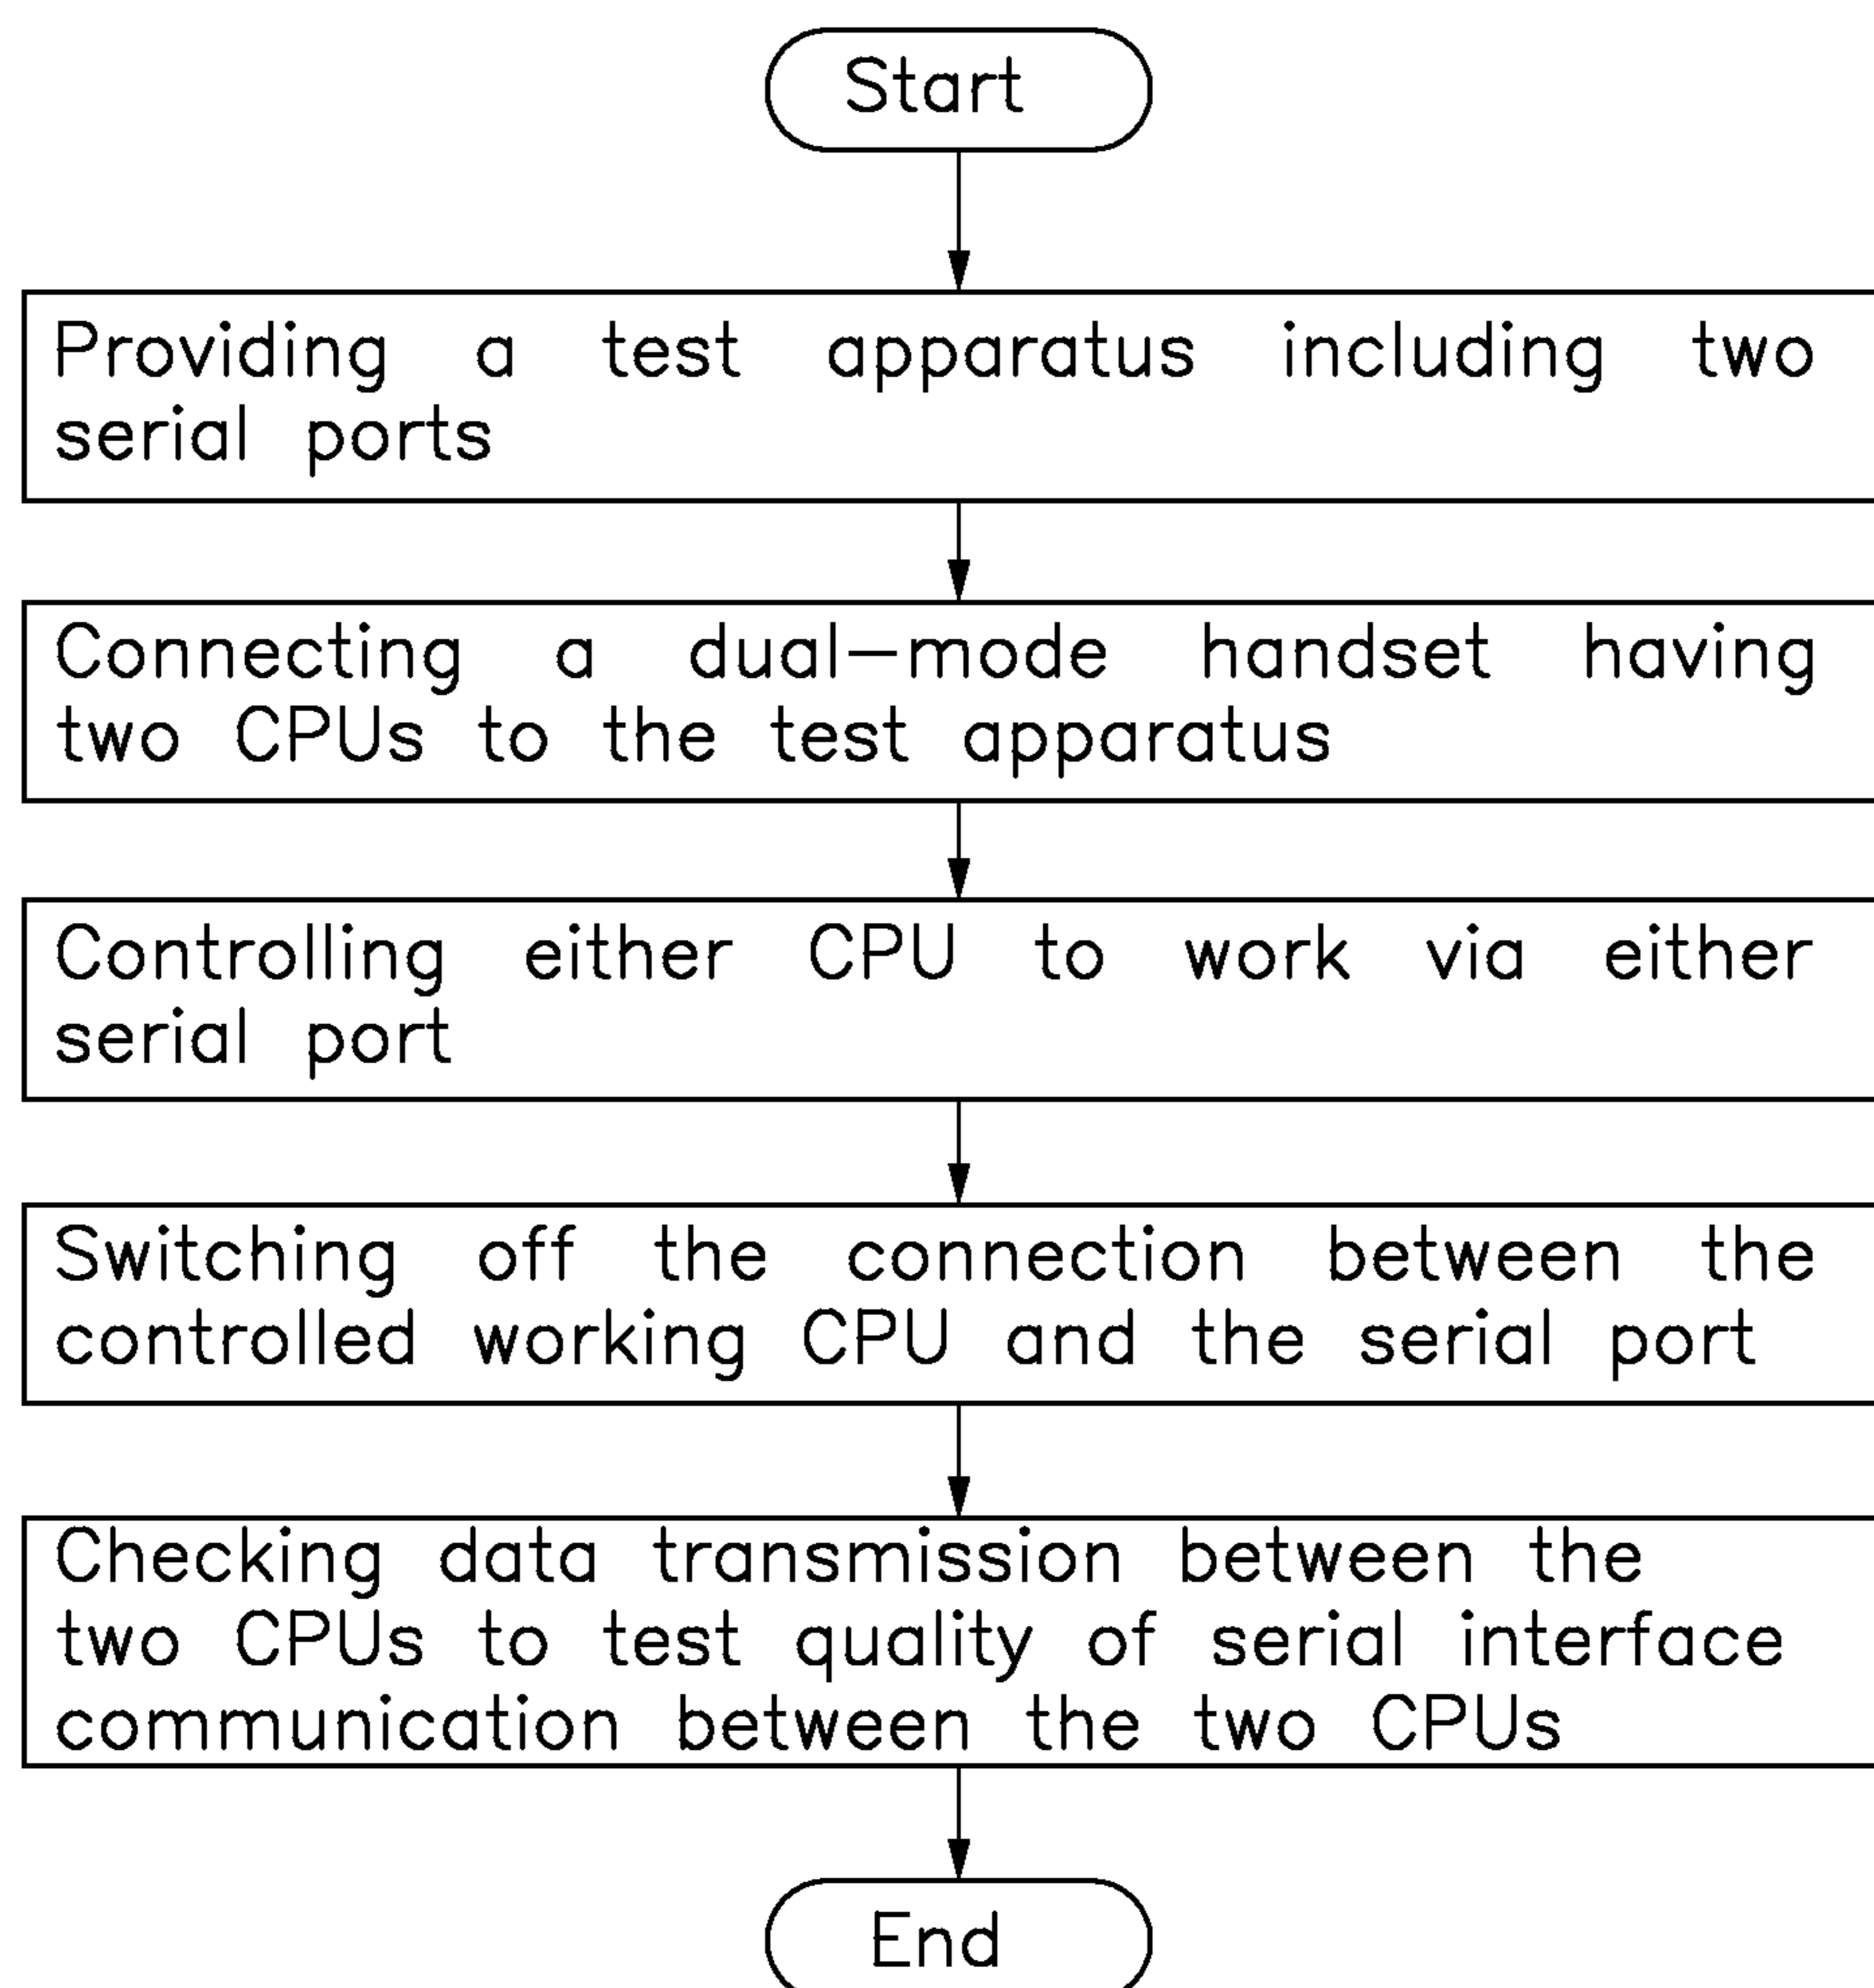 Start
Providing a test apparatus including two
serial ports
Connecting a dual-mode handset having
two CPUs to the test apparatus
Controlling either CPU to work via either
serial port
Switching off the connection between the
controlled working CPU and the serial port
Checking data transmission between the
two CPUs to test quality of serial interface
communication between the two CPUs
End